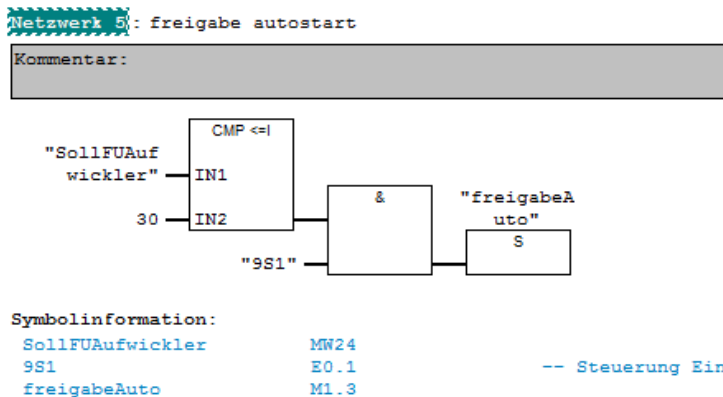 Netzwerk 5: freigabe autostart
Kommentar:
CMP <=I
"SollFUAuf
wickler"
IN1
30
IN2
&
"9S1"
"freigabeA
uto"
S
Symbolinformation:
SollFUAufwickler MW24
9S1 E0.1 -- Steuerung Ein
freigabeAuto M1.3